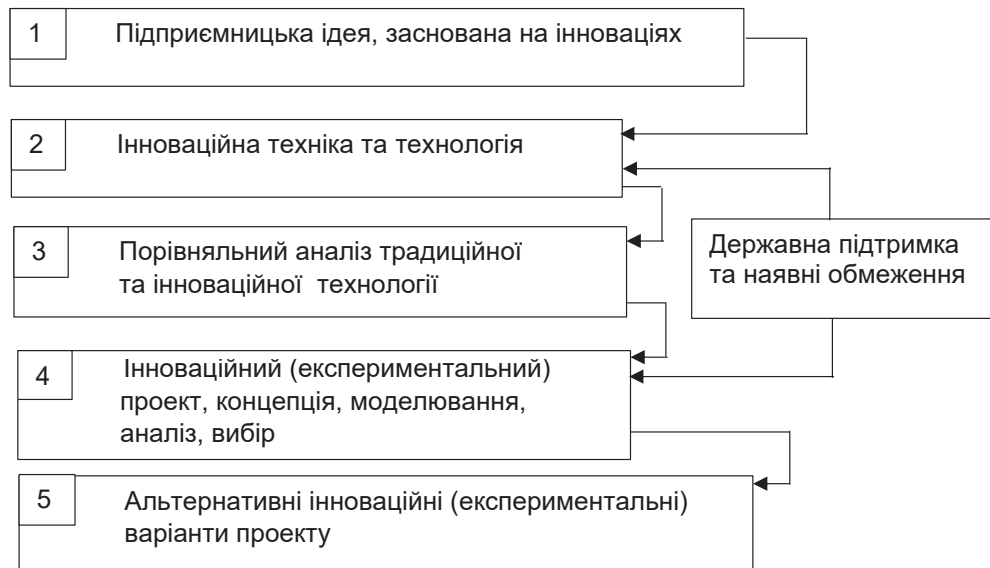 1 Підприємницька ідея, заснована на інноваціях
2 Інноваційна техніка та технологія
3 Порівняльний аналіз традиційної
та інноваційної технології
Державна підтримка
та наявні обмеження
4 Інноваційний (експериментальний)
проект, концепція, моделювання,
аналіз, вибір
5 Альтернативні інноваційні (експериментальні)
варіанти проекту